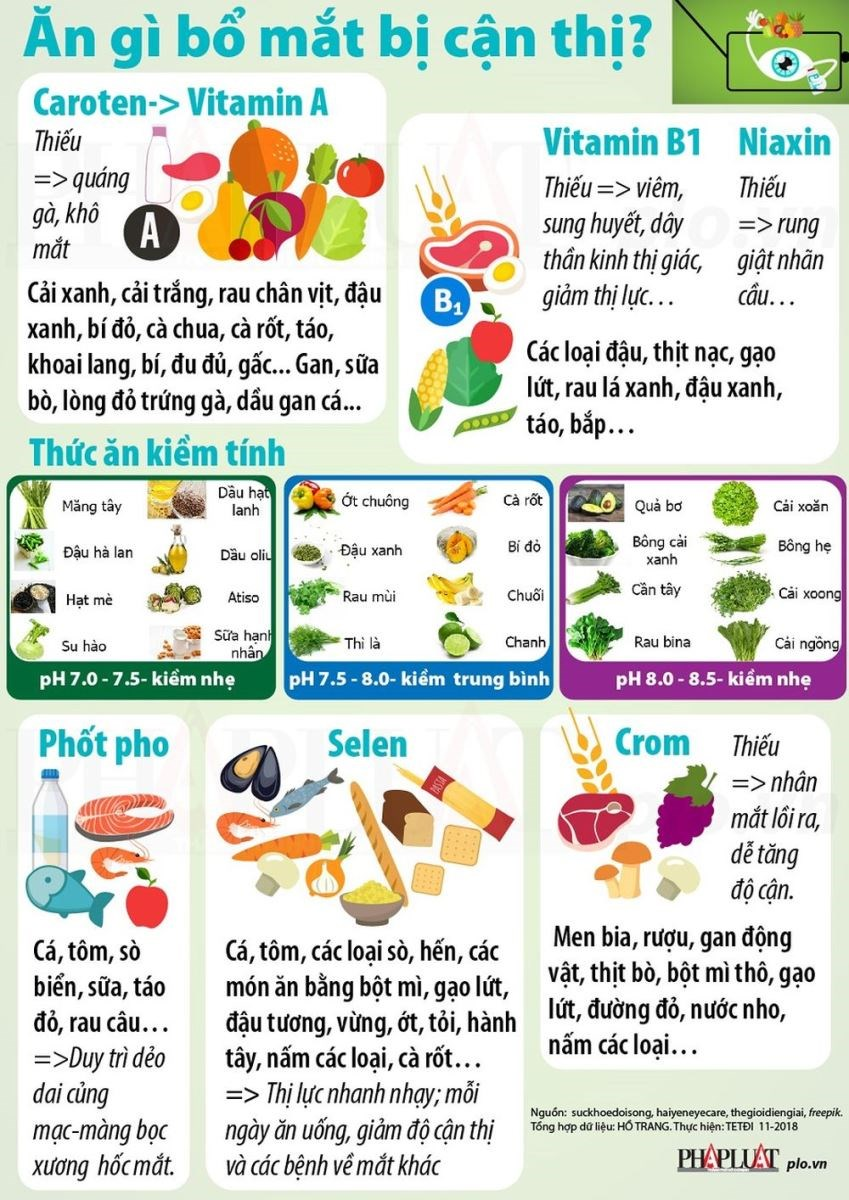 Ăn gì bổ mắt bị cận thị?
Caroten-> Vitamin A
Thiếu
=> quáng
gà, khô
mắt
A
Cải xanh, cải trắng, rau chân vịt, đậu
xanh, bí đỏ, cà chua, cà rốt, táo,
khoai lang, bí, đu đủ, gấc... Gan, sữa
bò, lòng đỏ trứng gà, dầu gan cá...
Vitamin B1
Thiếu => viêm,
sung huyết, dây
thần kinh thị giác,
giảm thị lực...
Niaxin
Thiếu
=> rung
giật nhãn
cầu...
B1
Các loại đậu, thịt nạc, gạo
lứt, rau lá xanh, đậu xanh,
táo, bắp...
Thức ăn kiềm tính
Măng tây
Dầu hạt
lanh
Đậu hà lan
Dầu oliu
Hạt mè
Atiso
Su hào
Sữa hạnh
nhân
pH 7.0 - 7.5- kiềm nhẹ
Ớt chuông
Cà rốt
Đậu xanh
Bí đỏ
Rau mùi
Chuối
Thì là
Chanh
pH 7.5 - 8.0- kiềm trung bình
Quả bơ
Cải xoăn
Bông cải
xanh
Bông hẹ
Cần tây
Cải xoong
Rau bina
Cải ngồng
pH 8.0 - 8.5- kiềm nhẹ
Phốt pho
Cá, tôm, sò
biển, sữa, táo
đỏ, rau câu...
=>Duy trì dẻo
dai củng
mạc-màng bọc
xương hốc mắt.
Selen
PASTA
Cá, tôm, các loại sò, hến, các
món ăn bằng bột mì, gạo lứt,
đậu tương, vừng, ớt, tỏi, hành
tây, nấm các loại, cà rốt...
=> Thị lực nhanh nhạy; mỗi
ngày ăn uống, giảm độ cận thị
và các bệnh về mắt khác
Crom
Thiếu
=> nhân
mắt lồi ra,
dễ tăng
độ cận.
Men bia, rượu, gan động
vật, thịt bò, bột mì thô, gạo
lứt, đường đỏ, nước nho,
nấm các loại...
Nguồn: suckhoedoisong, haiyeneyecare, thegioidiengiai, freepik.
Tổng hợp dữ liệu: HỒ TRANG. Thực hiện: TETĐI 11-2018
PHÁPLUẬT plo.vn